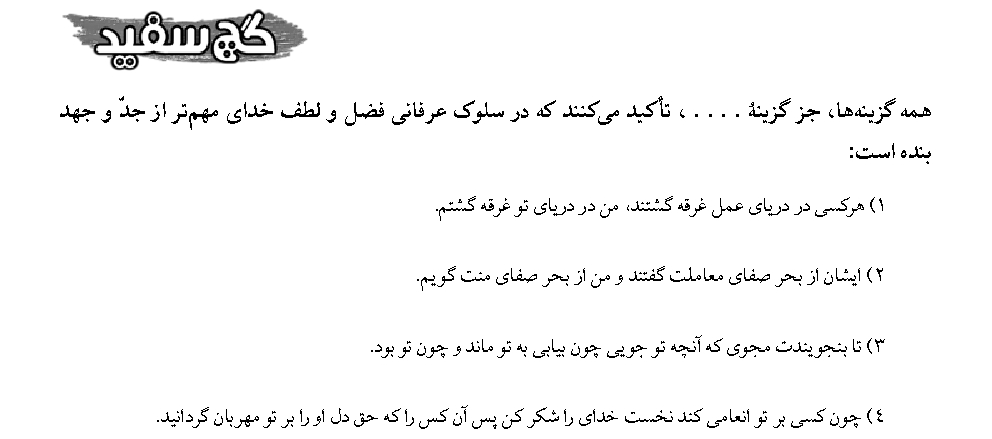 گچ سفید
همه گزینه‌ها، جز گزینهٔ . . . . ، تأکید می‌کنند که در سلوک عرفانی فضل و لطف خدای مهم‌تر از جدّ و جهد
بنده است:
۱) هرکسی در دریای عمل غرقه گشتند، من در دریای تو غرقه گشتم.
۲) ایشان از بحر صفای معاملت گفتند و من از بحر صفای منت گویم.
۳) تا بنجویندت مجوی که آنچه تو جویی چون بیابی به تو ماند و چون تو بود.
۴) چون کسی بر تو انعامی کند نخست خدای را شکر کن پس آن کس را که حق دل او را بر تو مهربان گردانید.